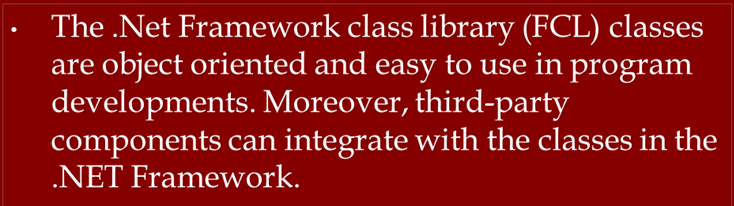 • The .Net Framework class library (FCL) classes
are object oriented and easy to use in program
developments. Moreover, third-party
components can integrate with the classes in the
.NET Framework.